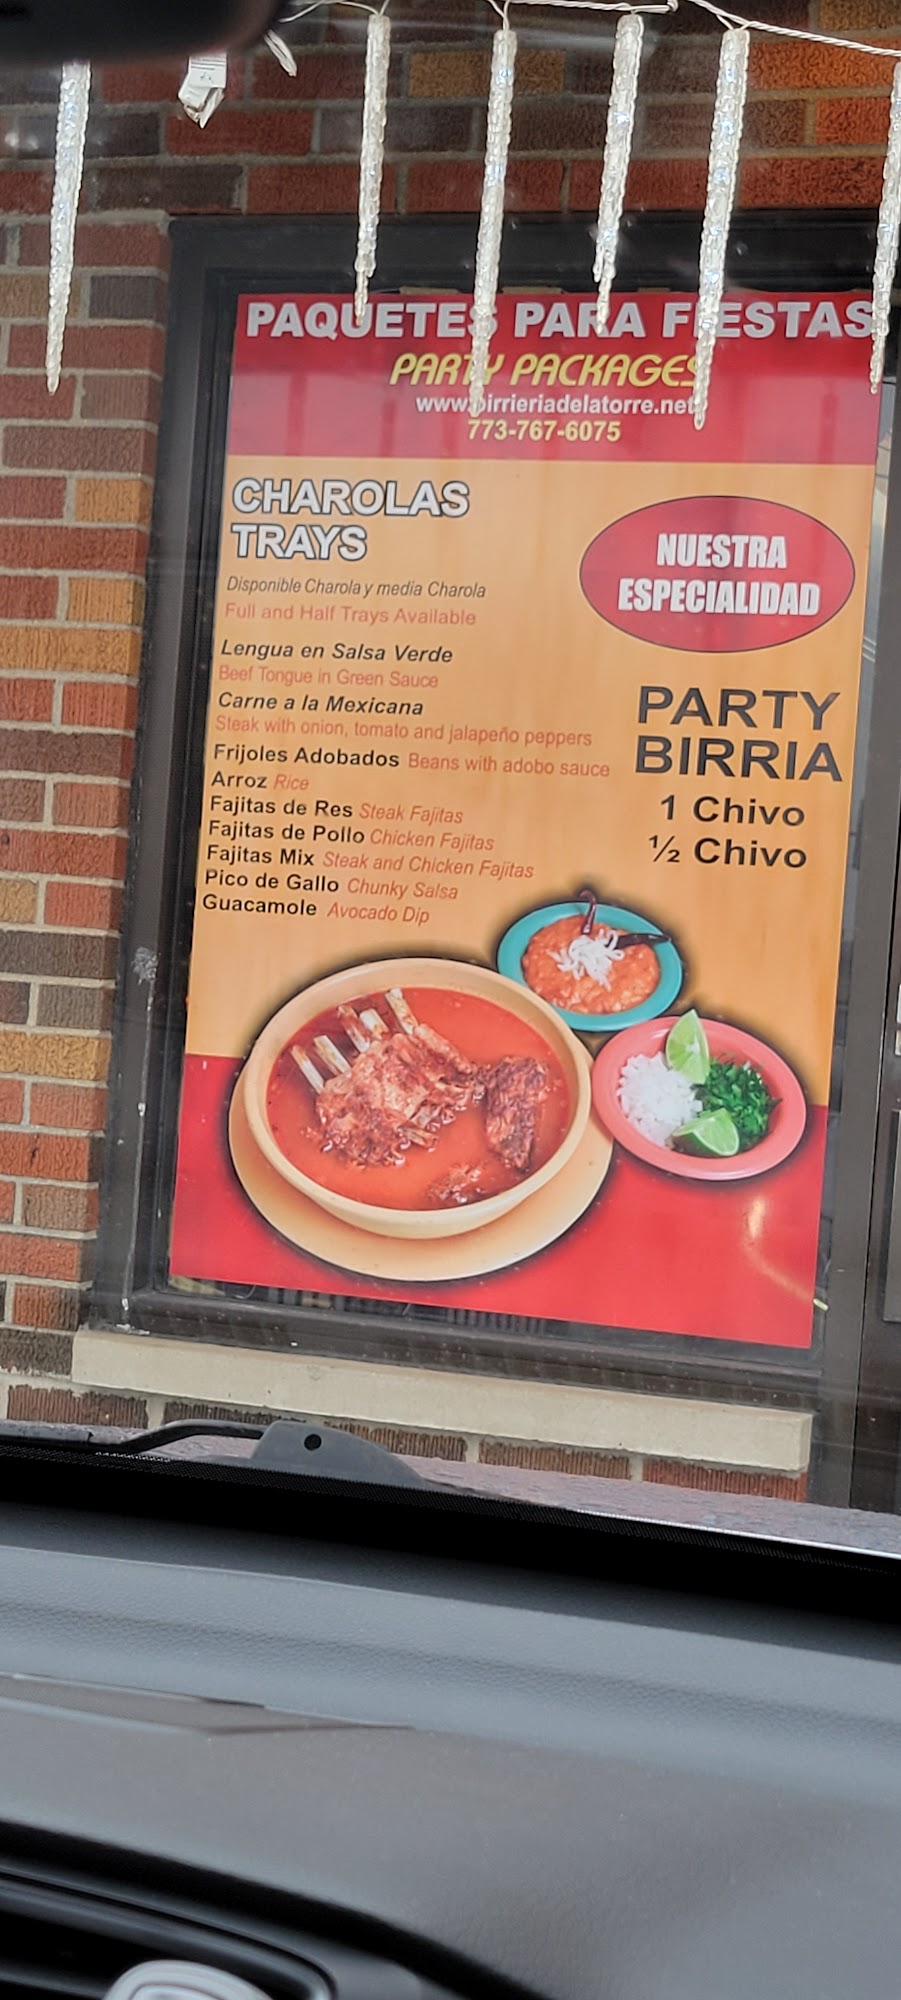 PAQUETES PARA FIESTAS
PARTY PACKAGES
www.birrieriadelatorre.net
773-767-6075
CHAROLAS
TRAYS
Disponible Charola y media Charola
Full and Half Trays Available
Lengua en Salsa Verde
Beef Tongue in Green Sauce
Carne a la Mexicana
Steak with onion, tomato and jalapeño peppers
Frijoles Adobados Beans with adobo sauce
Arroz Rice
Fajitas de Res Steak Fajitas
Fajitas de Pollo Chicken Fajitas
Fajitas Mix Steak and Chicken Fajitas
Pico de Gallo Chunky Salsa
Guacamole Avocado Dip
NUESTRA
ESPECIALIDAD
PARTY
BIRRIA
1 Chivo
½ Chivo